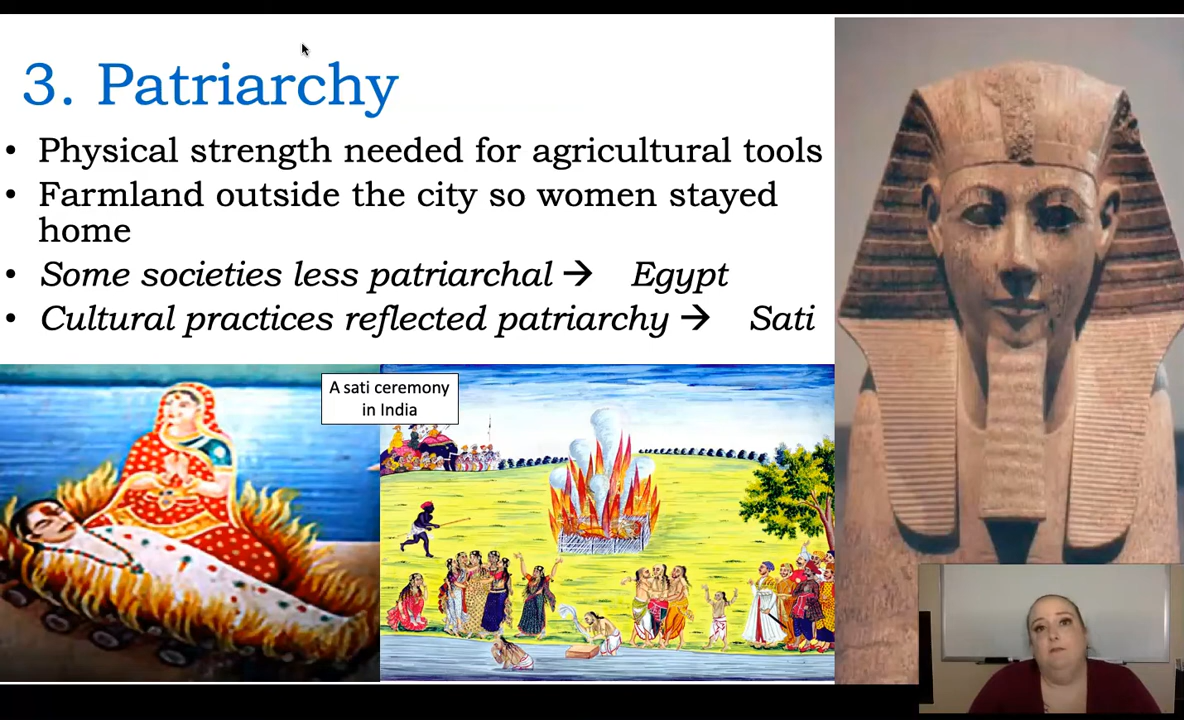 3. Patriarchy
• Physical strength needed for agricultural tools
• Farmland outside the city so women stayed
home
• Some societies less patriarchal → Egypt
• Cultural practices reflected patriarchy → Sati
A sati ceremony
in India